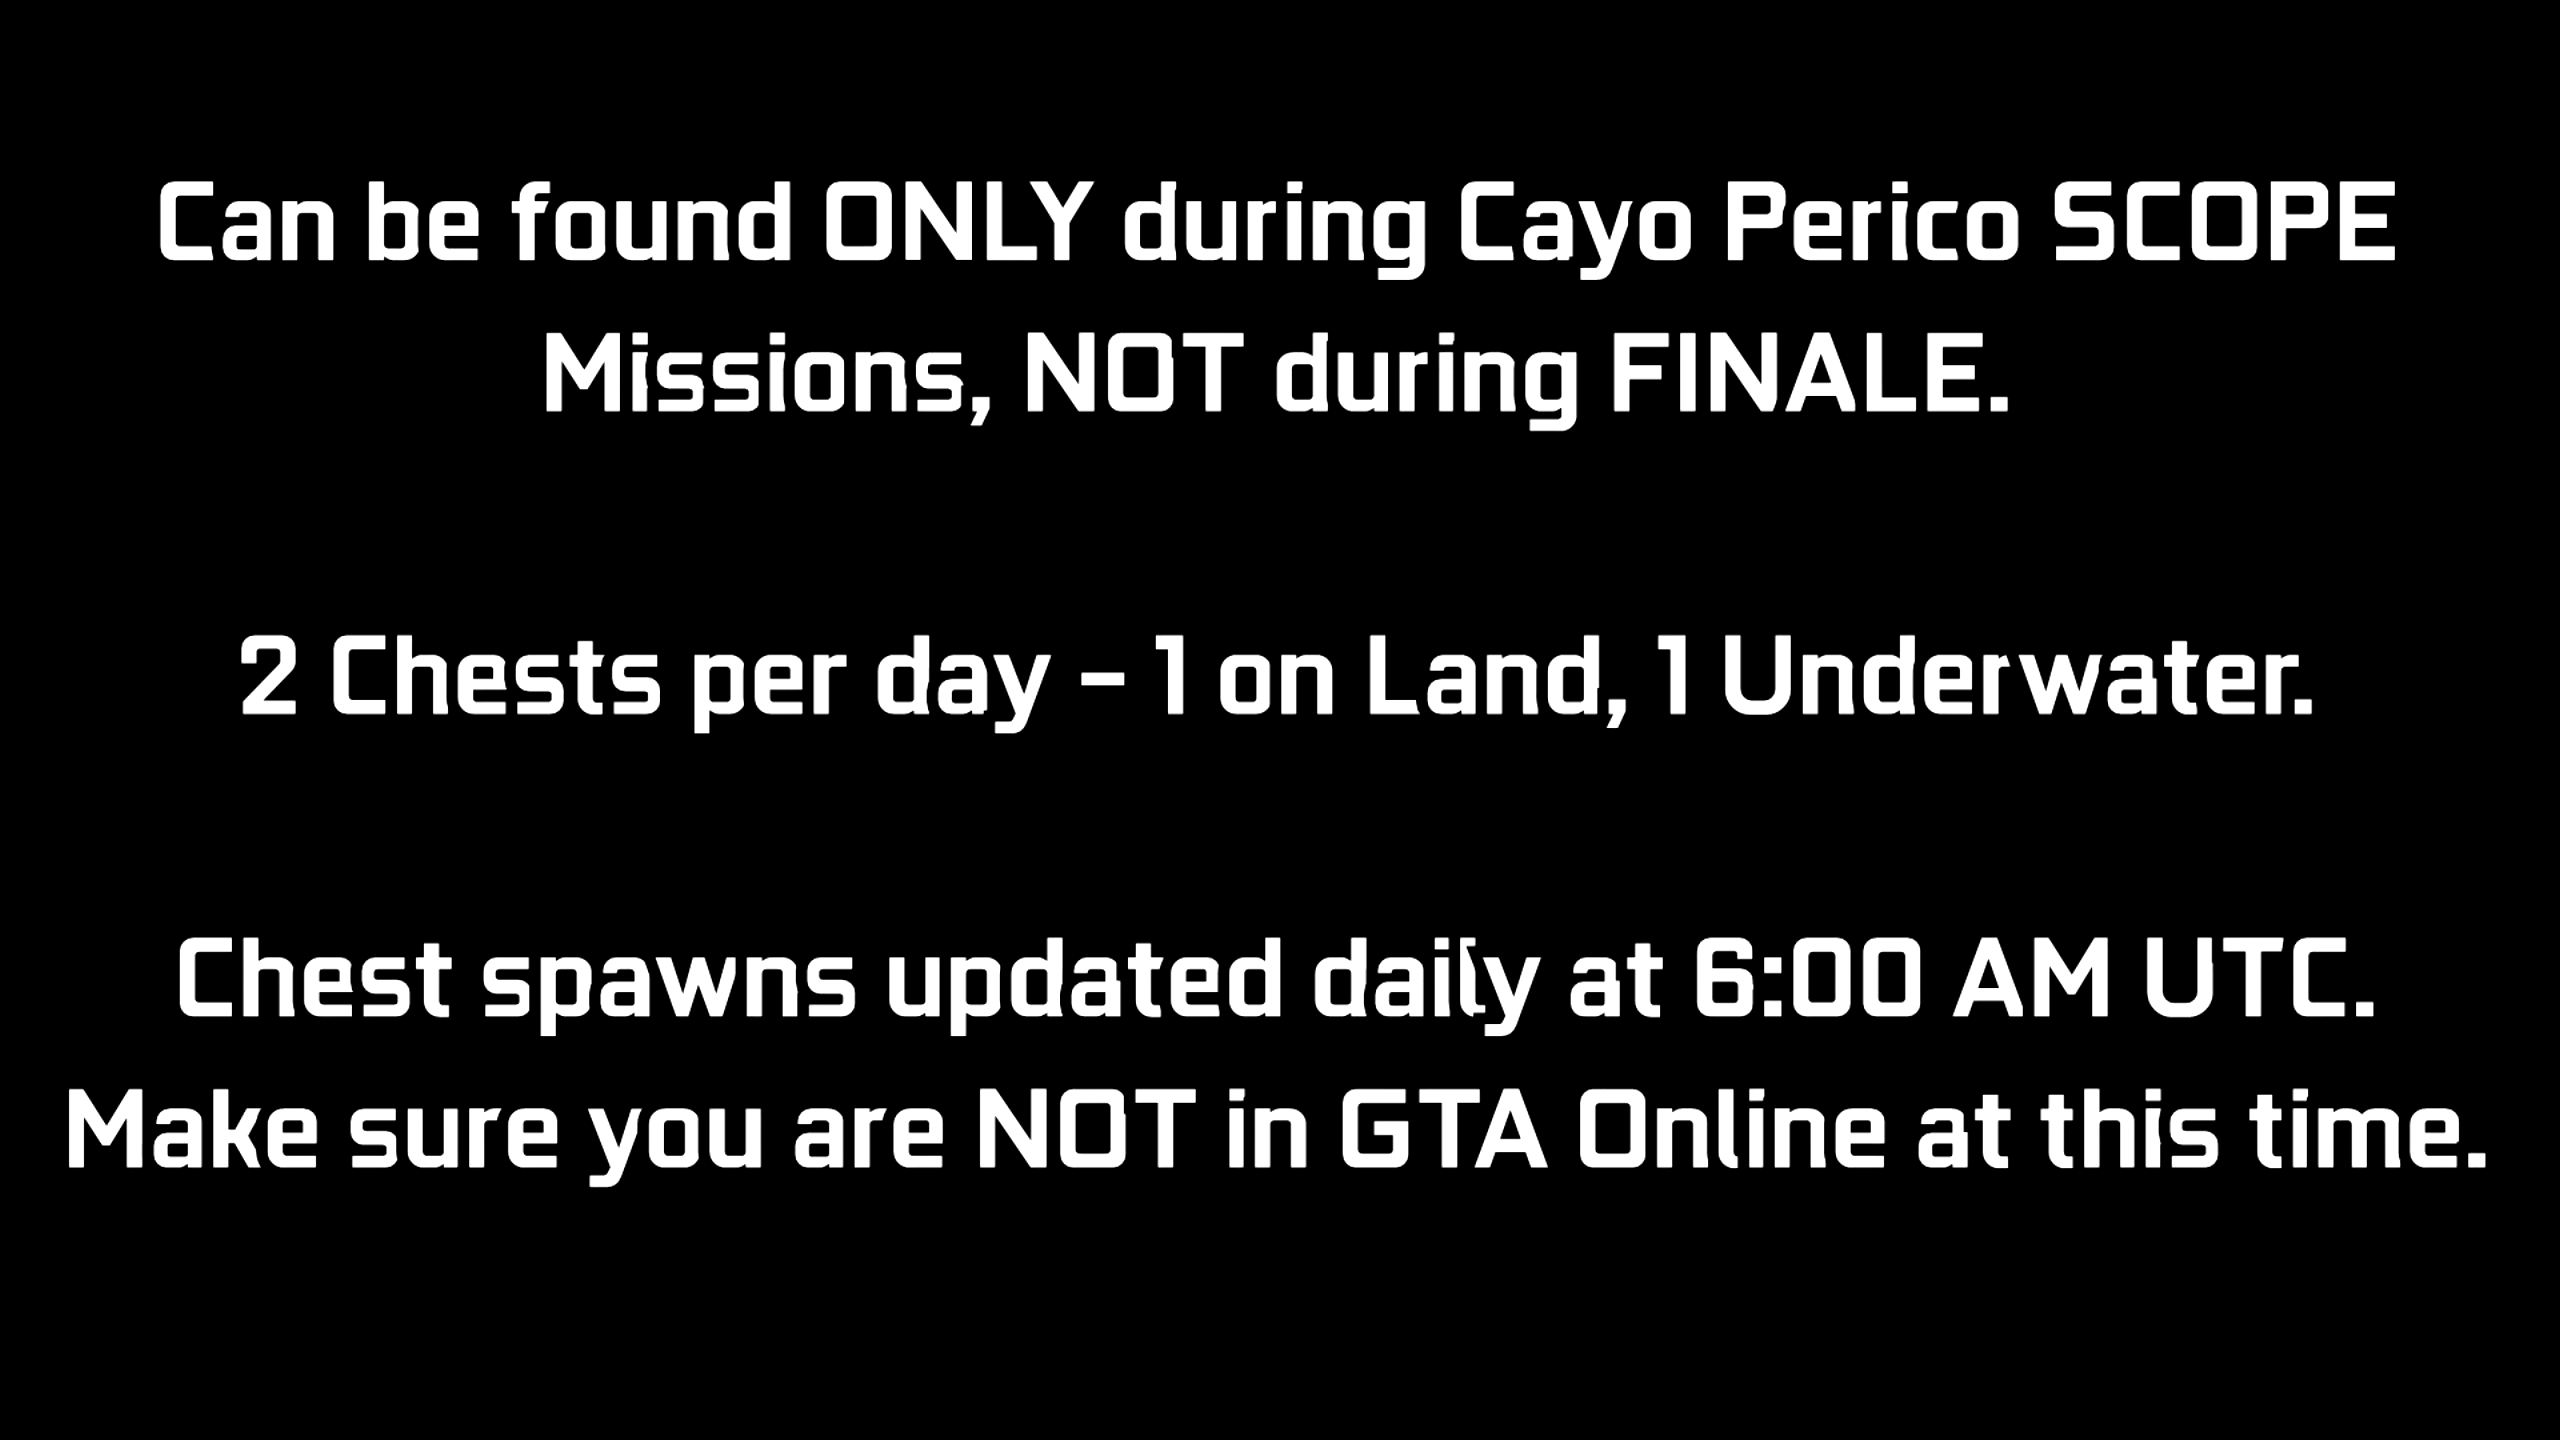 Can be found ONLY during Cayo Perico SCOPE
Missions, NOT during FINALE.
2 Chests per day - 1 on Land, 1 Underwater.
Chest spawns updated daily at 6:00 AM UTC.
Make sure you are NOT in GTA Online at this time.